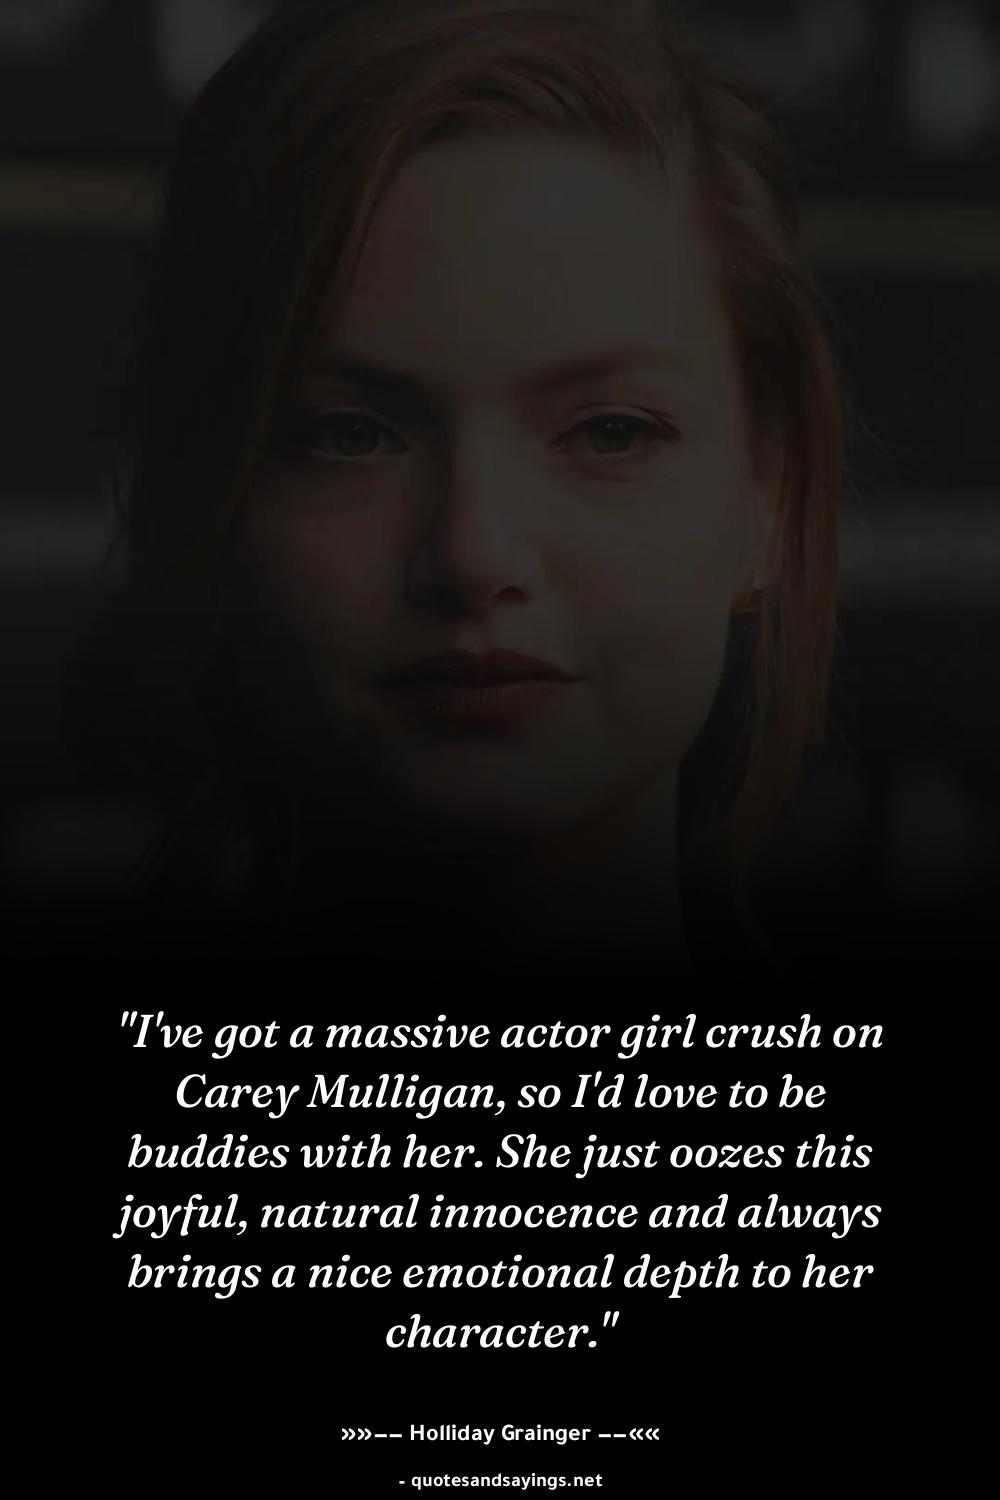 "I've got a massive actor girl crush on
Carey Mulligan, so I'd love to be
buddies with her. She just oozes this
joyful, natural innocence and always
brings a nice emotional depth to her
character."
»»−− Holliday Grainger −−««
- quotesandsayings.net